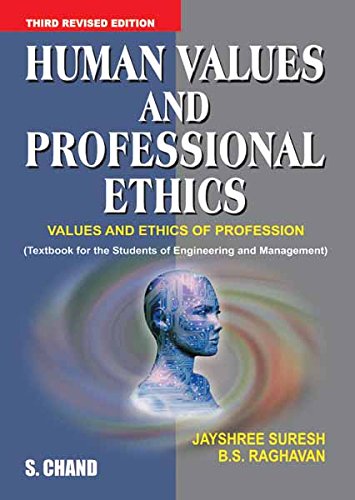 THIRD REVISED EDITION
HUMAN VALUES
AND
PROFESSIONAL
ETHICS
VALUES AND ETHICS OF PROFESSION
(Textbook for the Students of Engineering and Management)
JAYSHREE SURESH
B.S. RAGHAVAN
S. CHAND